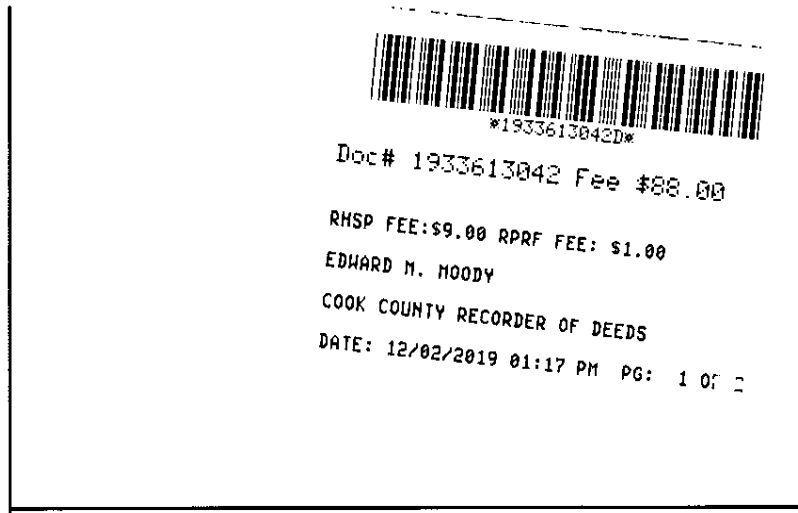 *1933613042D*
Doc# 1933613042 Fee $88.00
RHSP FEE:$9.00 RPRF FEE: $1.00
EDWARD M. MOODY
COOK COUNTY RECORDER OF DEEDS
DATE: 12/02/2019 01:17 PM PG: 1 OF